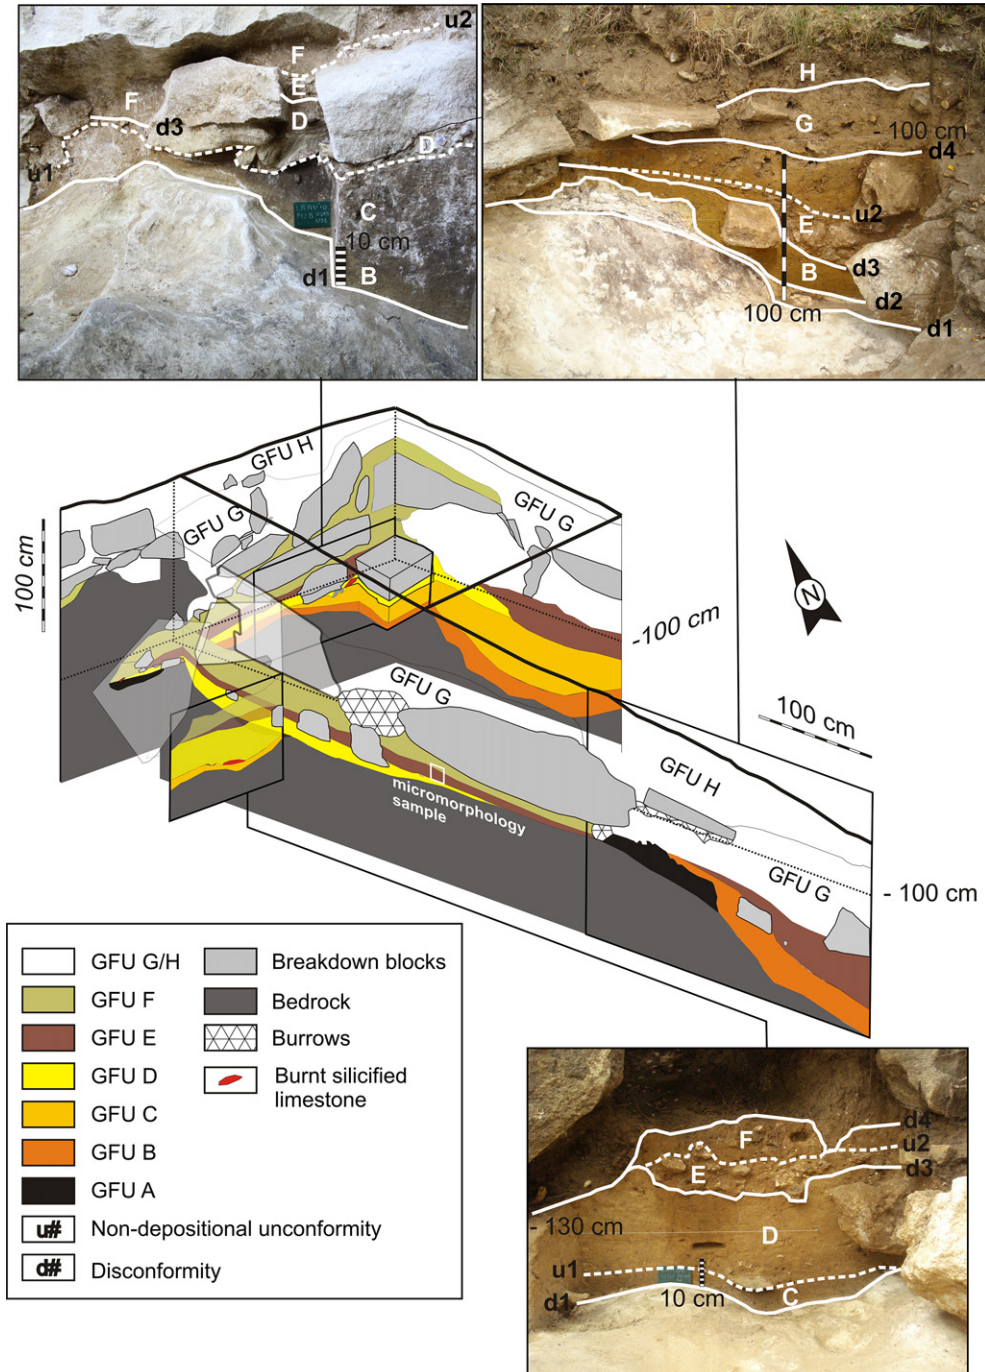 u2
F
E
F
D
d3
D
u1
C
10 cm
d1
B
H
G
- 100 cm
d4
u2
E
d3
B
d2
100 cm
d1
GFU H
GFU G
GFU G
100 cm
N
-100 cm
GFU G
100 cm
GFU H
micromorphology
sample
GFU G
- 100 cm
GFU G/H
GFU F
GFU E
GFU D
GFU C
GFU B
GFU A
u# Non-depositional unconformity
d# Disconformity
Breakdown blocks
Bedrock
Burrows
Burnt silicified
limestone
d4
F
u2
E
d3
- 130 cm
D
u1
10 cm
C
d1